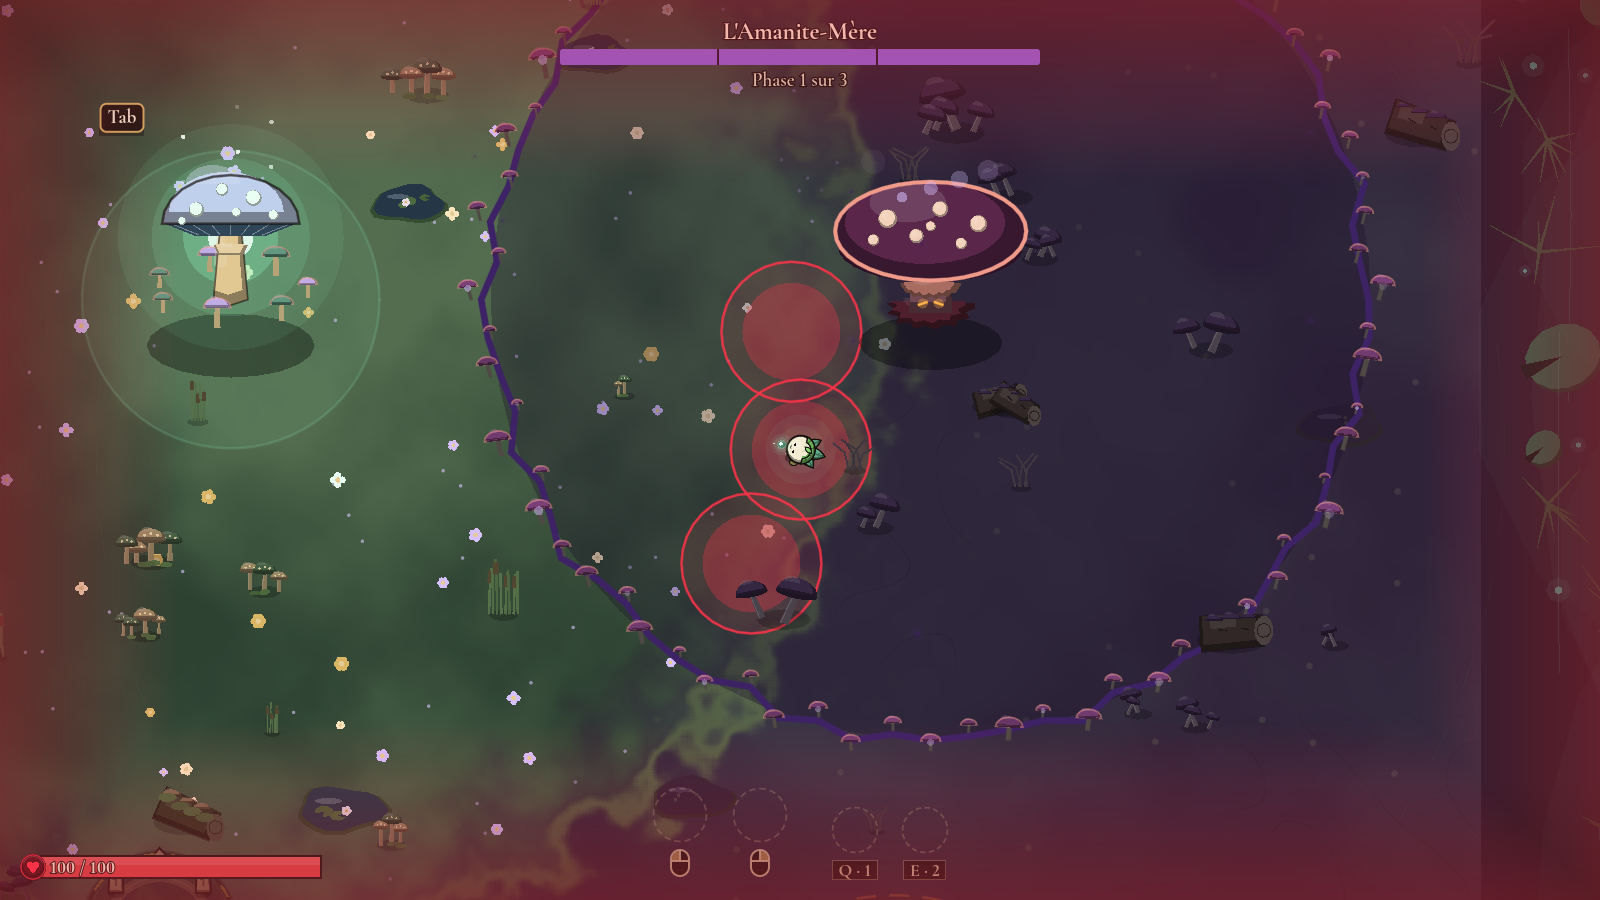 L'Amanite-Mère
Phase 1 sur 3
Tab
100 / 100
Q · 1
E · 2